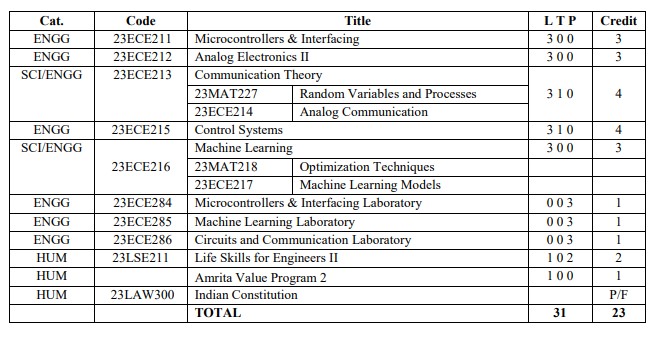 Cat. Code Title L T P Credit
ENGG 23ECE211 Microcontrollers & Interfacing 3 0 0 3
ENGG 23ECE212 Analog Electronics II 3 0 0 3
SCI/ENGG 23ECE213 Communication Theory 3 1 0 4
23MAT227 Random Variables and Processes
23ECE214 Analog Communication
ENGG 23ECE215 Control Systems 3 1 0 4
SCI/ENGG 23ECE216 Machine Learning 3 0 0 3
23MAT218 Optimization Techniques
23ECE217 Machine Learning Models
ENGG 23ECE284 Microcontrollers & Interfacing Laboratory 0 0 3 1
ENGG 23ECE285 Machine Learning Laboratory 0 0 3 1
ENGG 23ECE286 Circuits and Communication Laboratory 0 0 3 1
HUM 23LSE211 Life Skills for Engineers II 1 0 2 2
HUM Amrita Value Program 2 1 0 0 1
HUM 23LAW300 Indian Constitution P/F
TOTAL 31 23